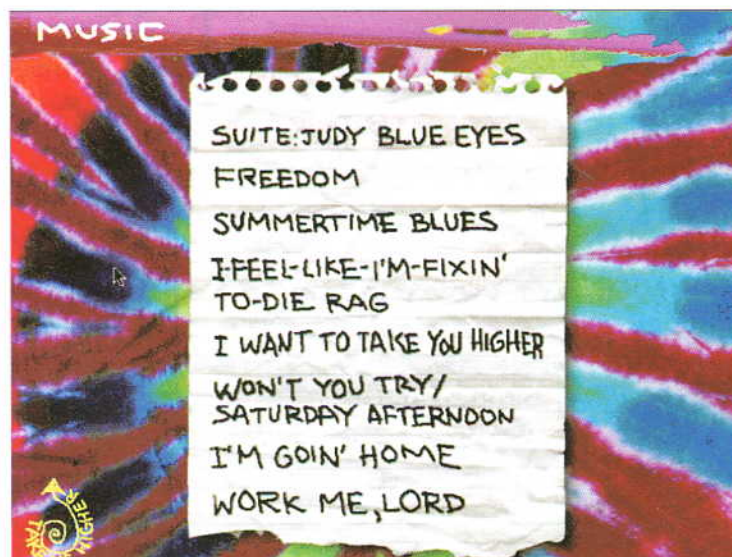 MUSIC
SUITE: JUDY BLUE EYES
FREEDOM
SUMMERTIME BLUES
I-FEEL-LIKE-I'M-FIXIN'
TO-DIE RAG
I WANT TO TAKE YOU HIGHER
WON'T YOU TRY/
SATURDAY AFTERNOON
I'M GOIN' HOME
WORK ME, LORD
HIGHER